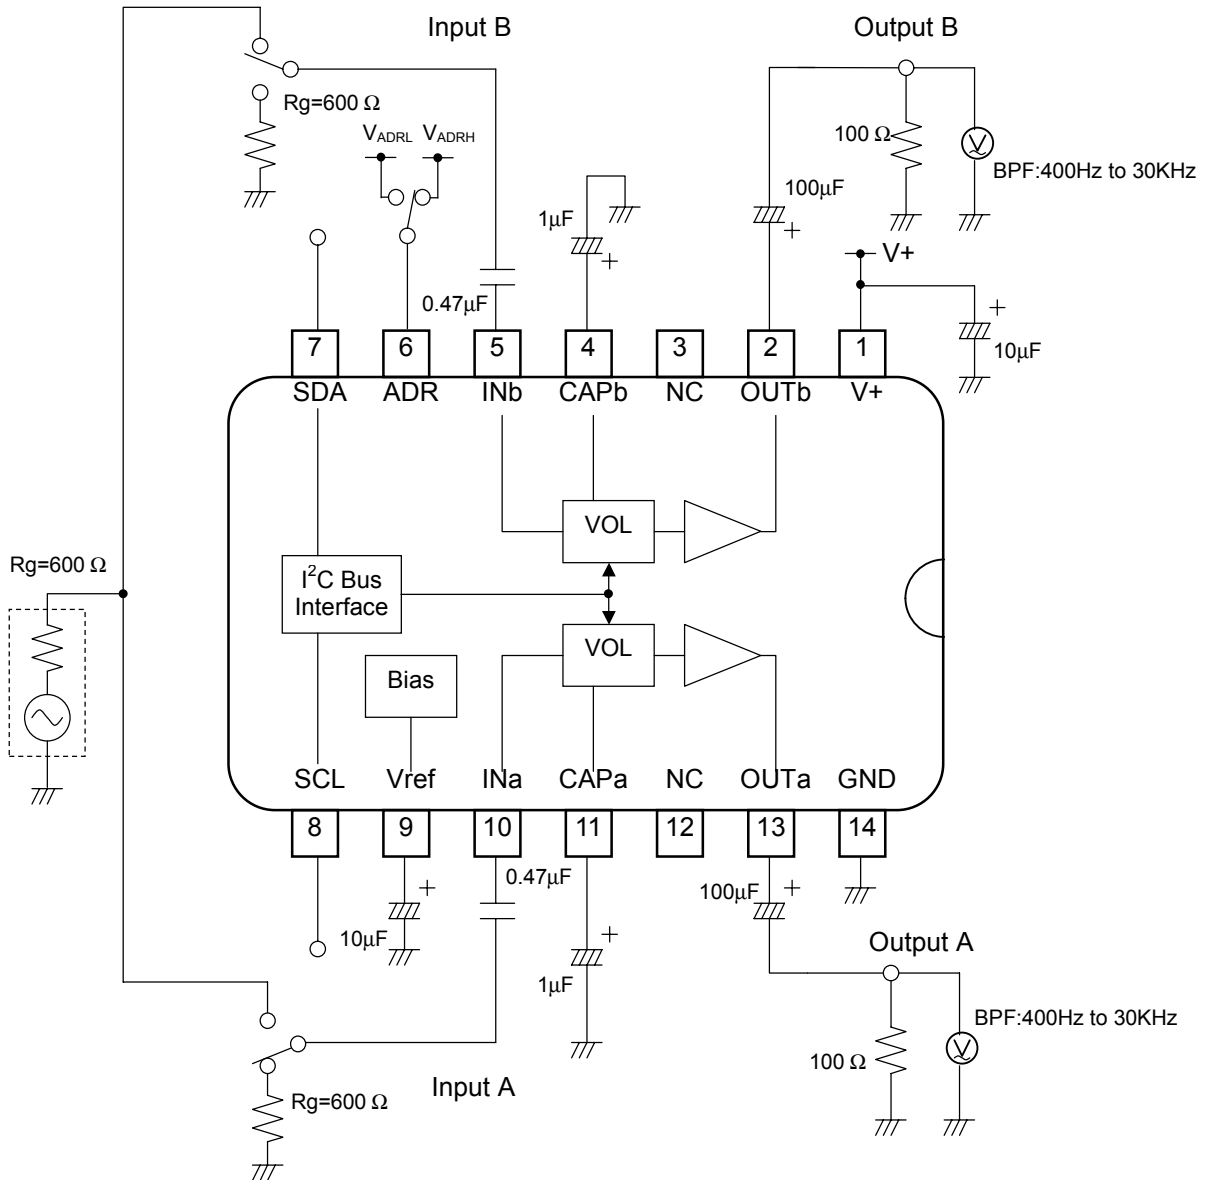 Input B
Output B
Rg=600 Ω
V_ADRL V_ADRH
100 Ω
BPF:400Hz to 30KHz
100µF
+
1µF
+
V+
0.47µF
+
10µF
7
6
5
4
3
2
1
SDA
ADR
INb
CAPb
NC
OUTb
V+
VOL
Rg=600 Ω
I²C Bus
Interface
VOL
Bias
SCL
Vref
INa
CAPa
NC
OUTa
GND
8
9
10
11
12
13
14
0.47µF
+
10µF
+
1µF
100µF
+
Output A
BPF:400Hz to 30KHz
100 Ω
Input A
Rg=600 Ω